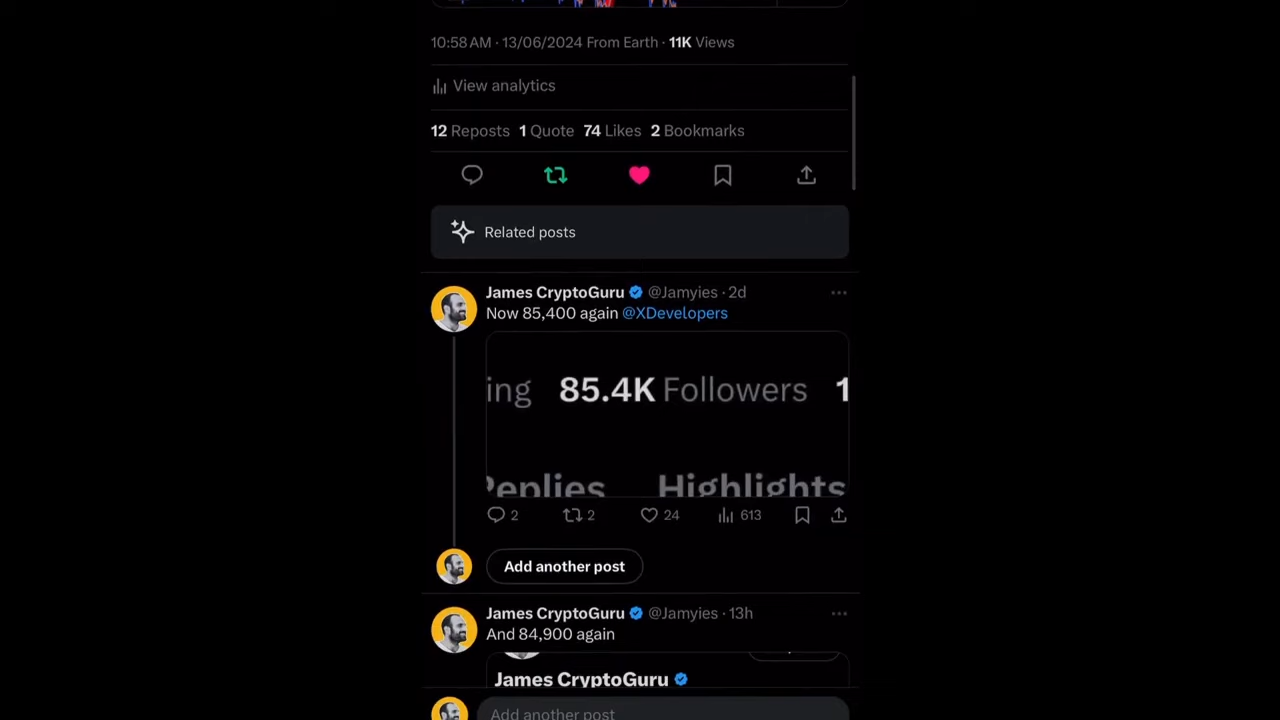 10:58 AM · 13/06/2024 From Earth · 11K Views
View analytics
12 Reposts 1 Quote 74 Likes 2 Bookmarks
Related posts
James CryptoGuru @Jamyies · 2d
Now 85,400 again @XDevelopers
ing 85.4K Followers 1
Replies Highlights
2 2 24 613
Add another post
James CryptoGuru @Jamyies · 13h
And 84,900 again
James CryptoGuru
Add another post